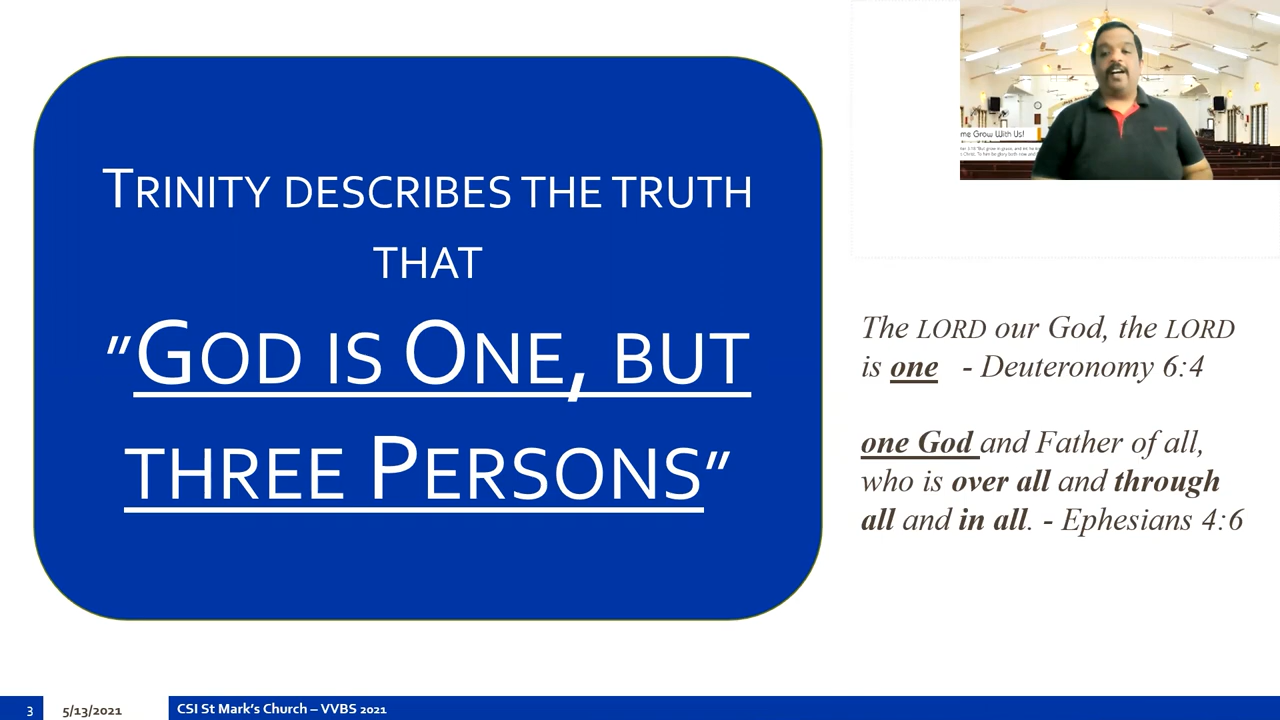 TRINITY DESCRIBES THE TRUTH
THAT
"GOD IS ONE, BUT
THREE PERSONS"
me Grow With Us!
The LORD our God, the LORD
is one - Deuteronomy 6:4
one God and Father of all,
who is over all and through
all and in all. - Ephesians 4:6
3
5/13/2021
CSI St Mark's Church – VVBS 2021